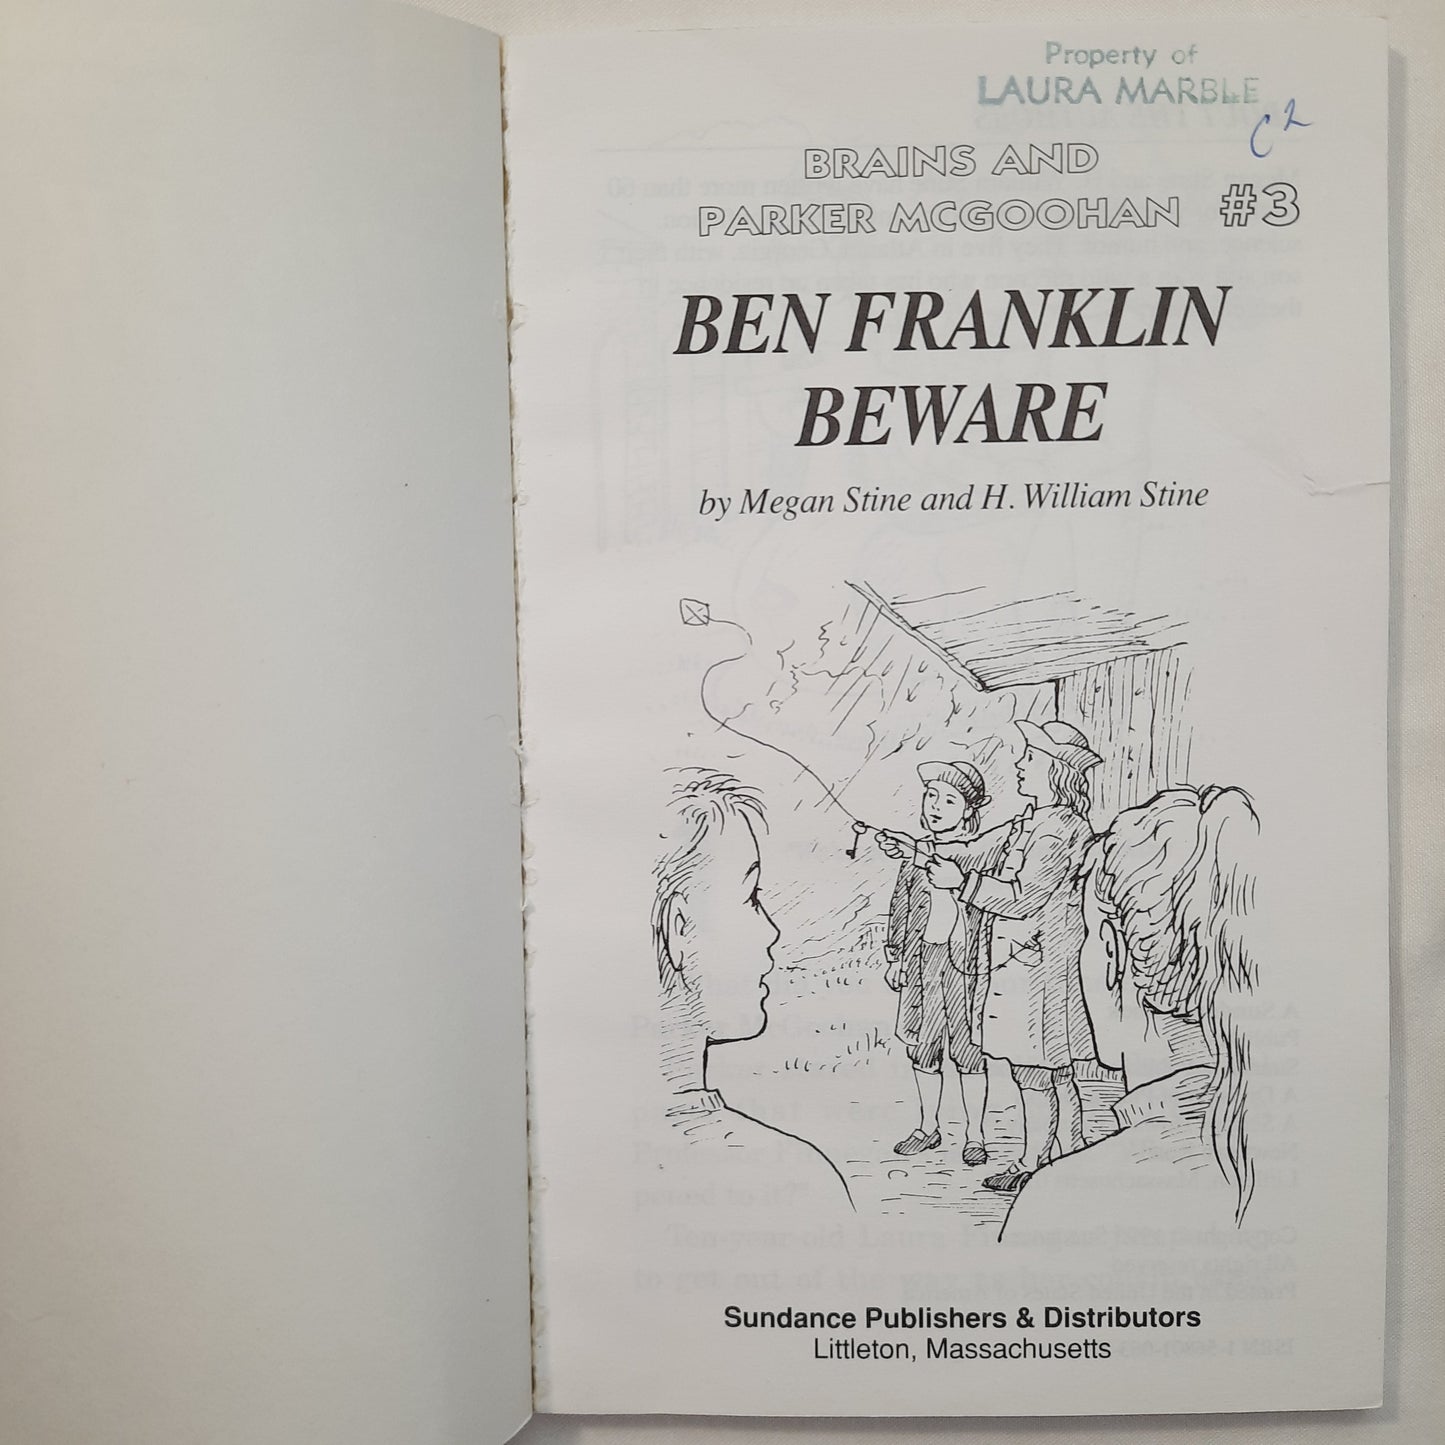 Property of
LAURA MARBLE
C2
BRAINS AND
PARKER MCGOOHAN #3
BEN FRANKLIN
BEWARE
by Megan Stine and H. William Stine
Sundance Publishers & Distributors
Littleton, Massachusetts